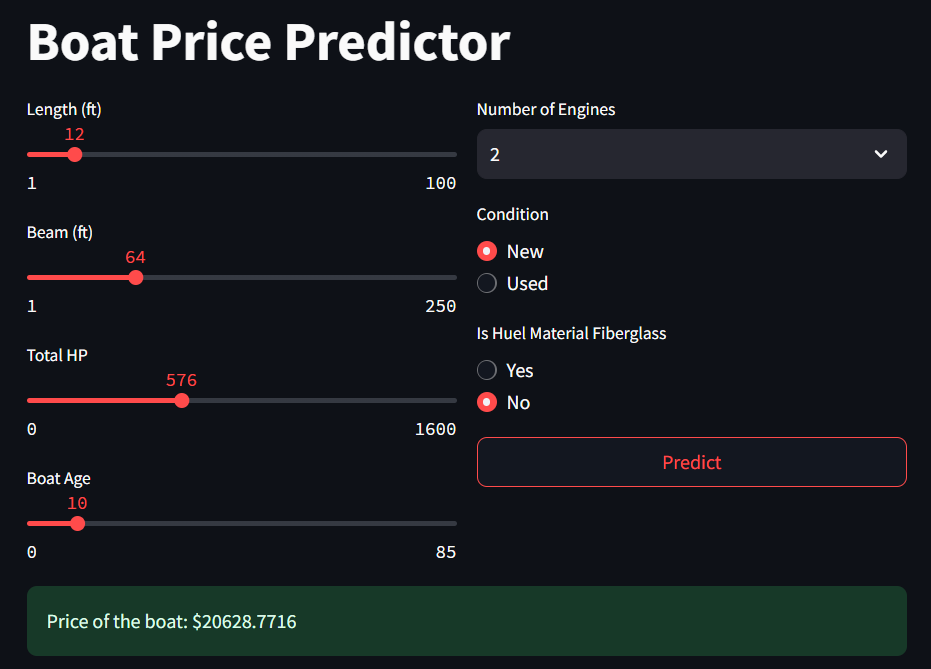 Boat Price Predictor
Length (ft)
12
1 100
Beam (ft)
64
1 250
Total HP
576
0 1600
Boat Age
10
0 85
Number of Engines
2
Condition
New
Used
Is Huel Material Fiberglass
Yes
No
Predict
Price of the boat: $20628.7716